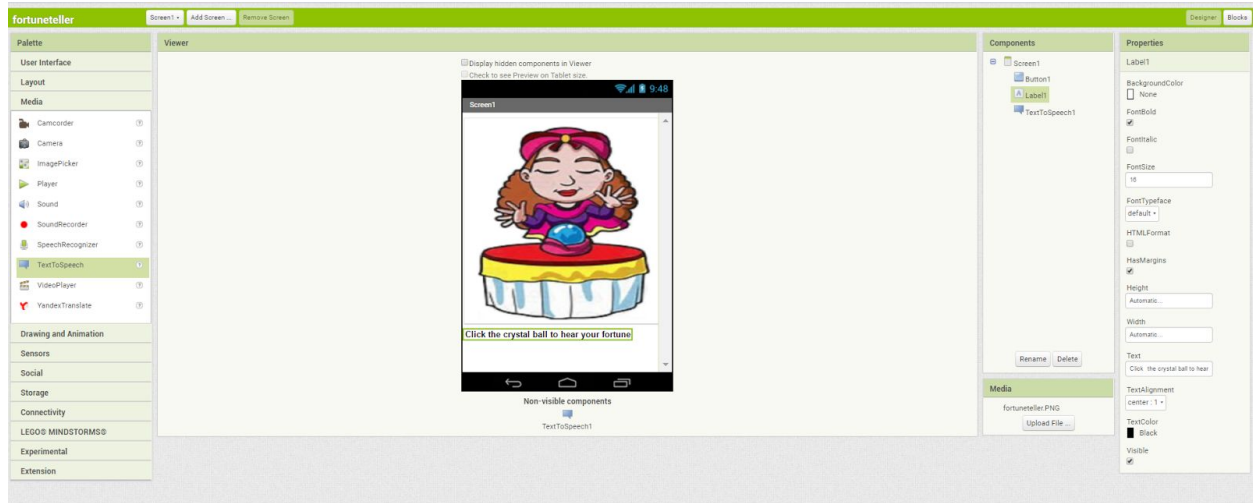 fortuneteller
Screen1
Add Screen ...
Remove Screen
Designer
Blocks
Palette
User Interface
Layout
Media
Camcorder
Camera
ImagePicker
Player
Sound
SoundRecorder
SpeechRecognizer
TextToSpeech
VideoPlayer
YandexTranslate
Drawing and Animation
Sensors
Social
Storage
Connectivity
LEGO® MINDSTORMS®
Experimental
Extension
Viewer
Display hidden components in Viewer
Check to see Preview on Tablet size.
9:48
Screen1
Click the crystal ball to hear your fortune
Non-visible components
TextToSpeech1
Components
Screen1
Button1
A Label1
TextToSpeech1
Rename Delete
Media
fortuneteller.PNG
Upload File ...
Properties
Label1
BackgroundColor
None
FontBold
FontItalic
FontSize
FontTypeface
default
HTMLFormat
HasMargins
Height
Automatic...
Width
Automatic...
Text
Click the crystal ball to hear
TextAlignment
center : 1
TextColor
Black
Visible